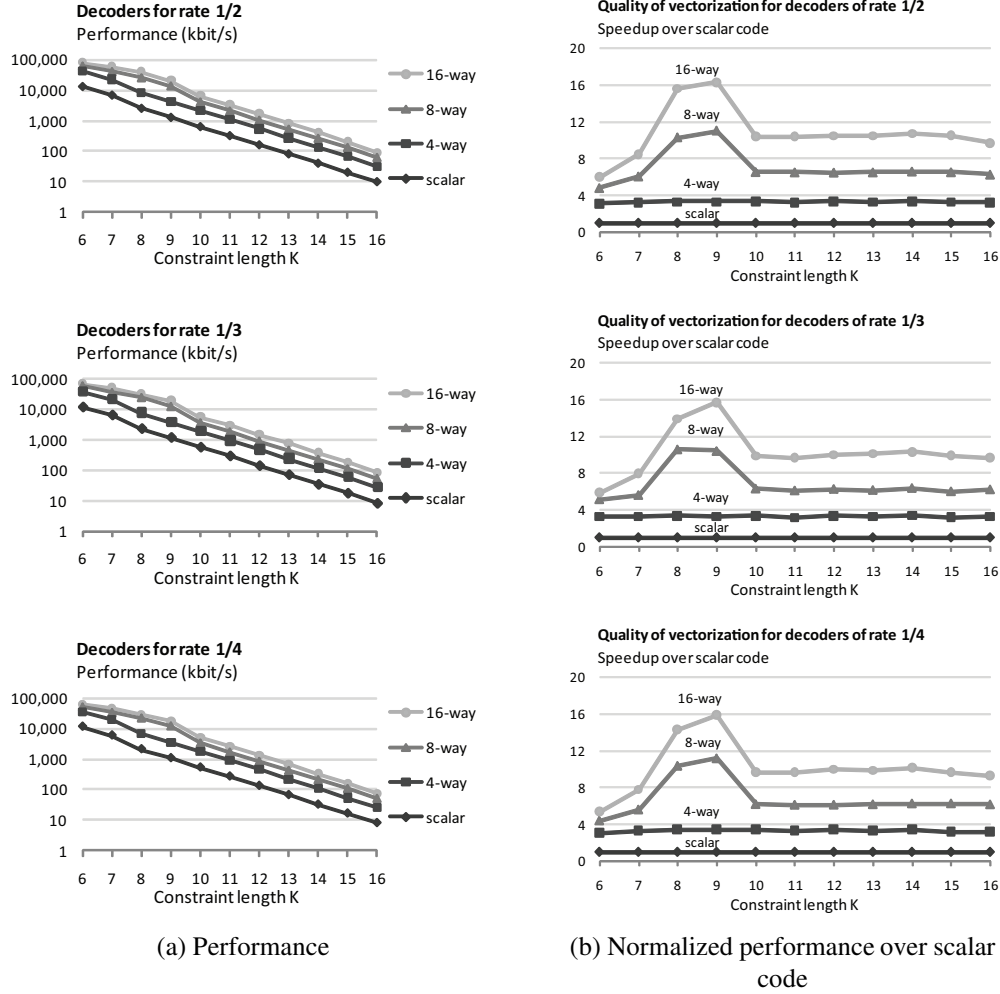 Decoders for rate 1/2
Performance (kbit/s)
100,000
10,000
1,000
100
10
1
6 7 8 9 10 11 12 13 14 15 16
Constraint length K
16-way
8-way
4-way
scalar
Quality of vectorization for decoders of rate 1/2
Speedup over scalar code
20
16
12
8
4
0
16-way
8-way
4-way
scalar
6 7 8 9 10 11 12 13 14 15 16
Constraint length K
Decoders for rate 1/3
Performance (kbit/s)
100,000
10,000
1,000
100
10
1
6 7 8 9 10 11 12 13 14 15 16
Constraint length K
16-way
8-way
4-way
scalar
Quality of vectorization for decoders of rate 1/3
Speedup over scalar code
20
16
12
8
4
0
16-way
8-way
4-way
scalar
6 7 8 9 10 11 12 13 14 15 16
Constraint length K
Decoders for rate 1/4
Performance (kbit/s)
100,000
10,000
1,000
100
10
1
6 7 8 9 10 11 12 13 14 15 16
Constraint length K
16-way
8-way
4-way
scalar
Quality of vectorization for decoders of rate 1/4
Speedup over scalar code
20
16
12
8
4
0
16-way
8-way
4-way
scalar
6 7 8 9 10 11 12 13 14 15 16
Constraint length K
(a) Performance
(b) Normalized performance over scalar
code